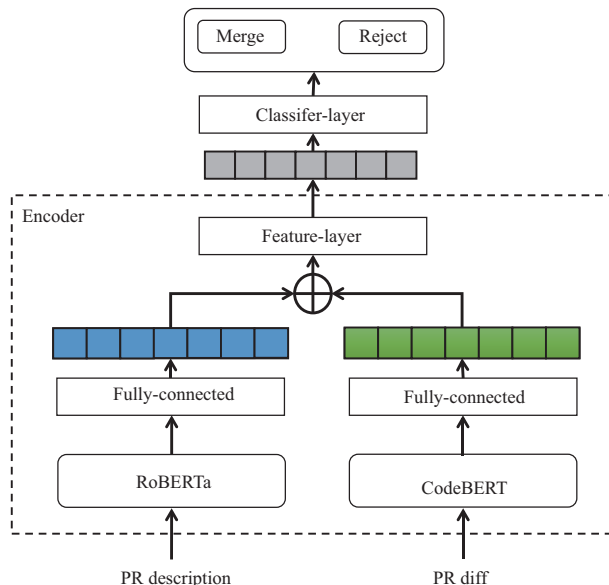 Merge
Reject
Classifer-layer
Encoder
Feature-layer
Fully-connected
Fully-connected
RoBERTa
CodeBERT
PR description
PR diff